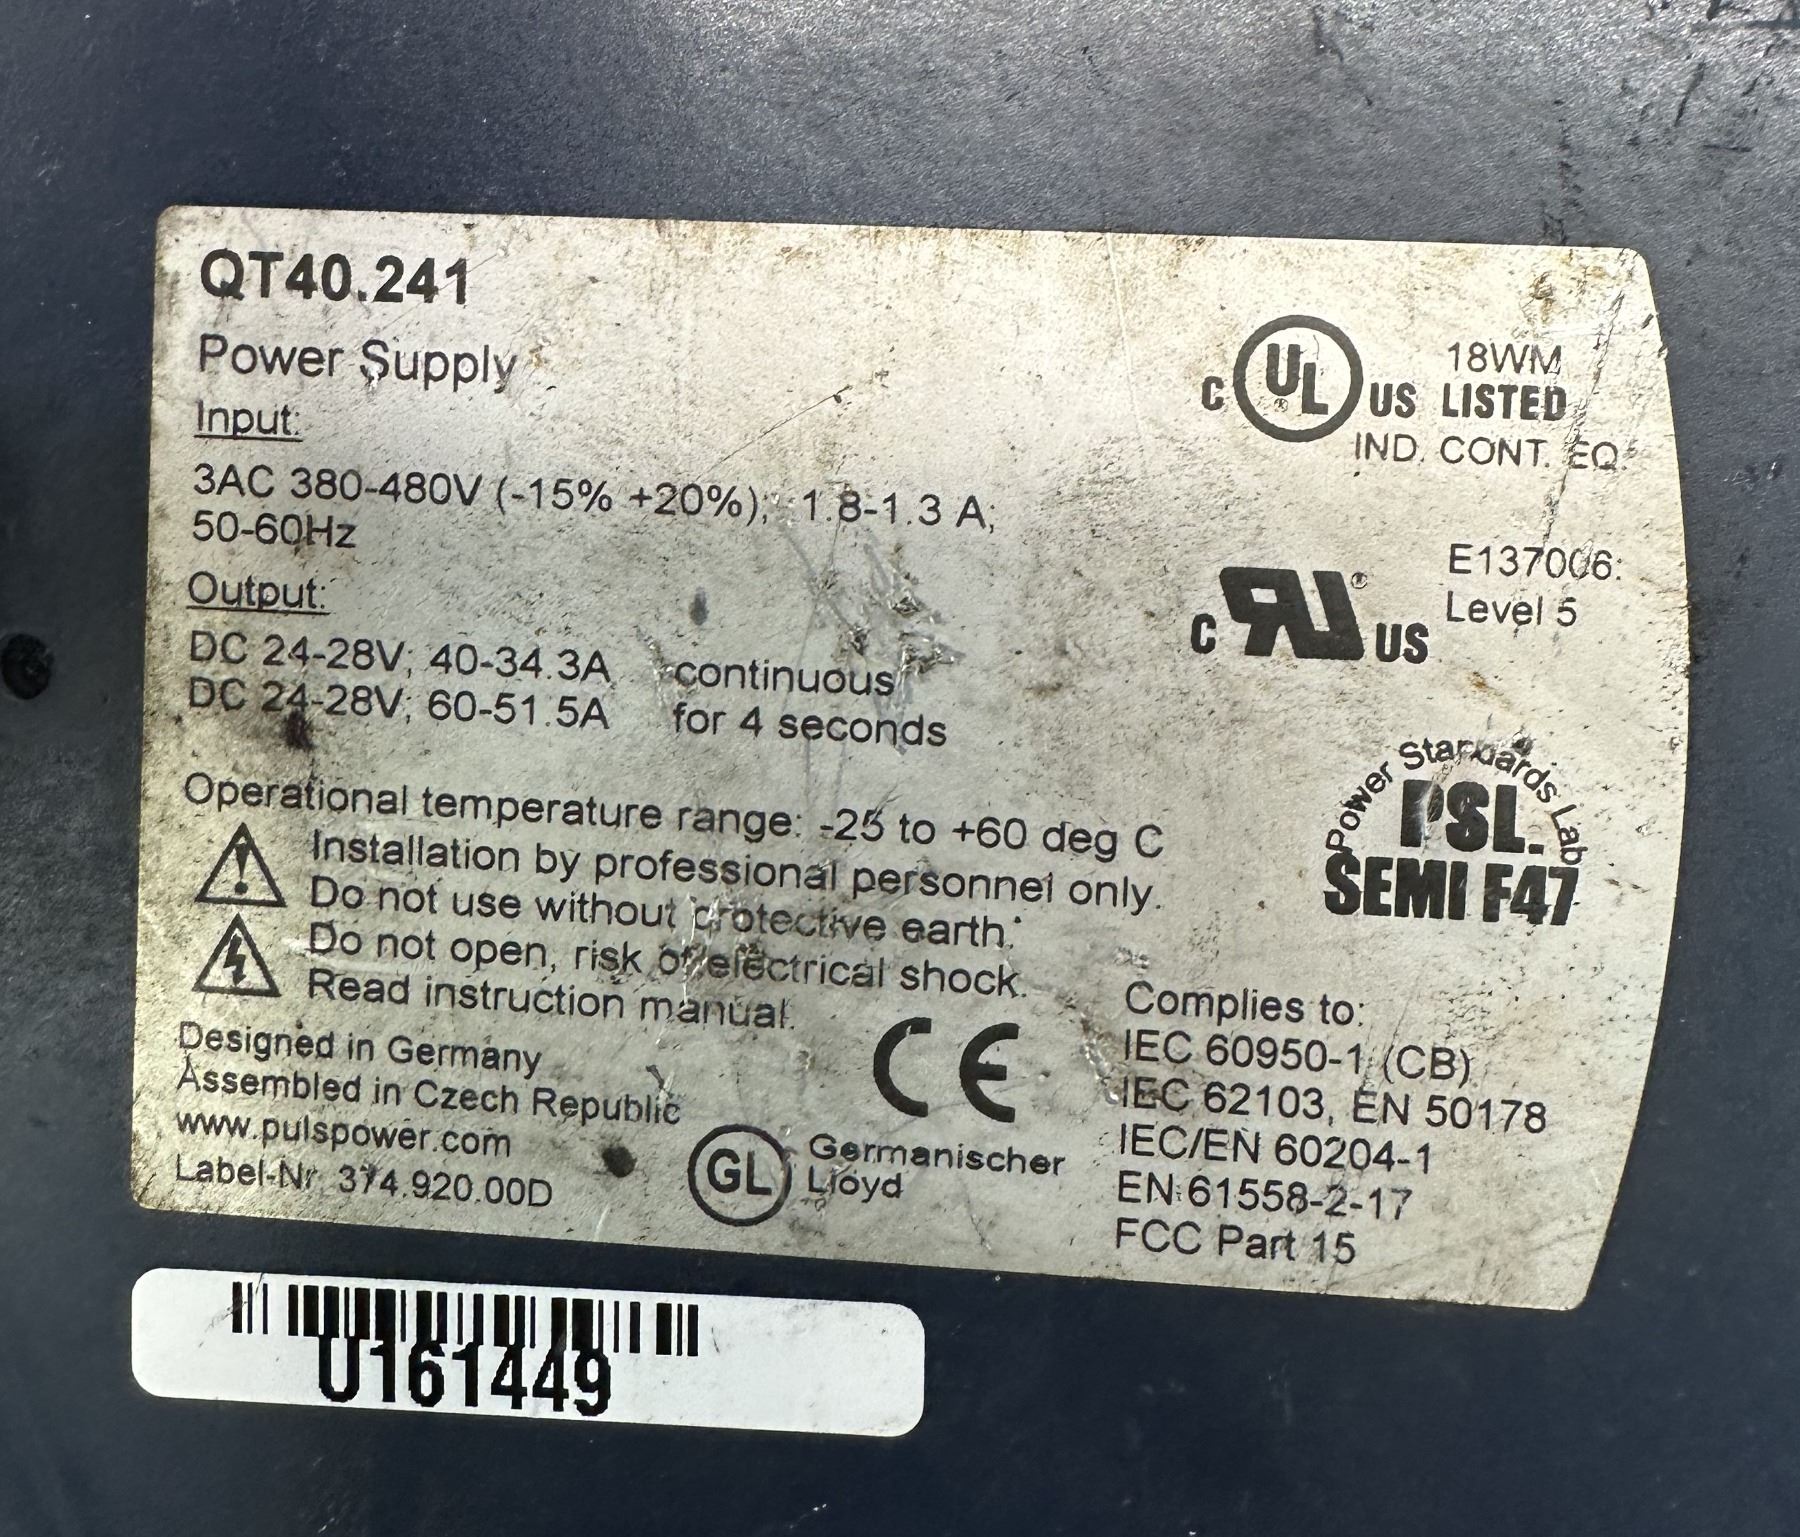 QT40.241
Power Supply
Input:
3AC 380-480V (-15% +20%); 1.8-1.3 A;
50-60Hz
Output:
DC 24-28V; 40-34.3A continuous
DC 24-28V; 60-51.5A for 4 seconds
Operational temperature range: -25 to +60 deg C
Installation by professional personnel only.
Do not use without protective earth.
Do not open, risk of electrical shock.
Read instruction manual.
Designed in Germany
Assembled in Czech Republic
www.pulspower.com
Label-Nr. 374.920.00D
CE
GL Germanischer
Lloyd
C UL ® US 18WM
LISTED
IND. CONT. EQ.
C RU ® US E137006:
Level 5
Power Standards Lab
PSL.
SEMI F47
Complies to:
IEC 60950-1 (CB)
IEC 62103, EN 50178
IEC/EN 60204-1
EN 61558-2-17
FCC Part 15
U161449